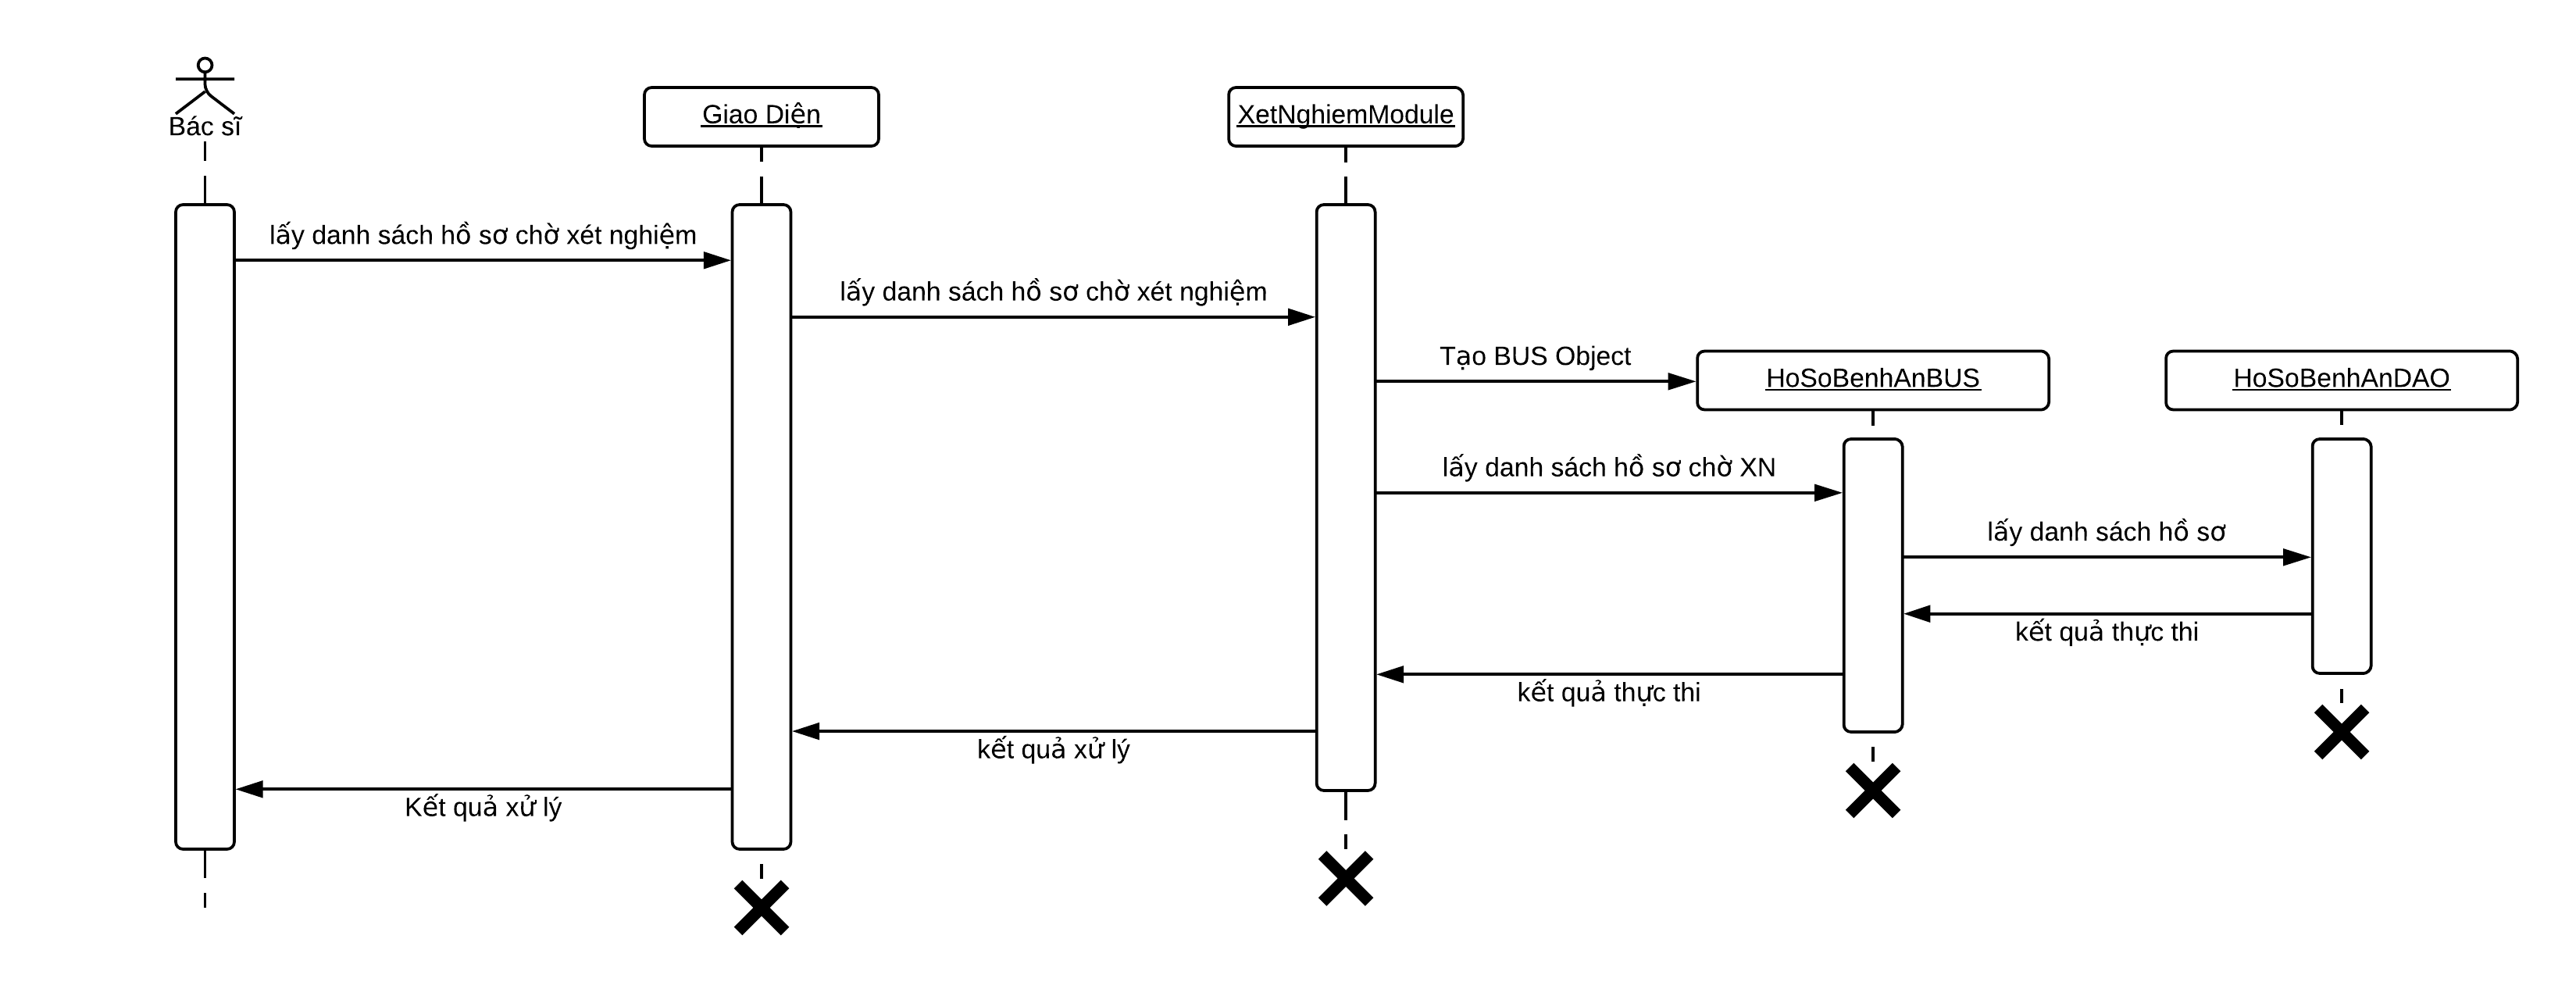 Bác sĩ
Giao Diện
XetNghiemModule
lấy danh sách hồ sơ chờ xét nghiệm
lấy danh sách hồ sơ chờ xét nghiệm
Tạo BUS Object
HoSoBenhAnBUS
HoSoBenhAnDAO
lấy danh sách hồ sơ chờ XN
lấy danh sách hồ sơ
kết quả thực thi
kết quả thực thi
kết quả xử lý
Kết quả xử lý